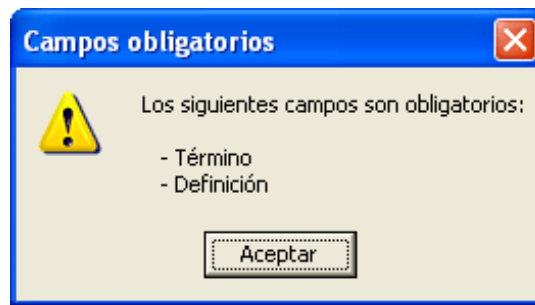 Campos obligatorios
Los siguientes campos son obligatorios:
- Término
- Definición
Aceptar